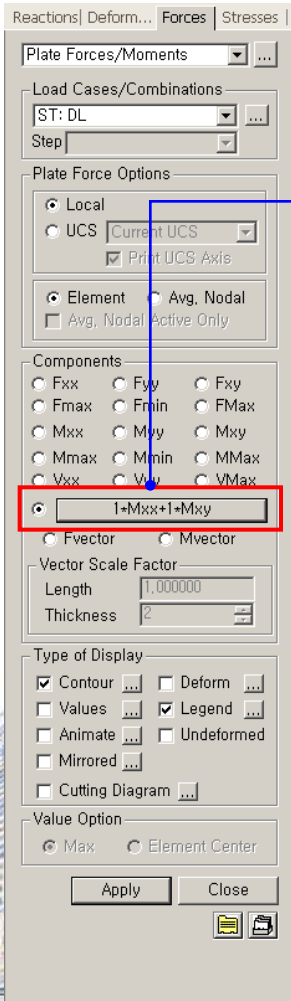 Reactions Deform... Forces Stresses
Plate Forces/Moments ...
Load Cases/Combinations
ST: DL ...
Step
Plate Force Options
Local
UCS Current UCS
Print UCS Axis
Element Avg, Nodal
Avg, Nodal Active Only
Components
Fxx Fyy Fxy
Fmax Fmin FMax
Mxx Myy Mxy
Mmax Mmin MMax
Vxx Vyy VMax
1*Mxx+1*Mxy
Fvector Mvector
Vector Scale Factor
Length 1,000000
Thickness 2
Type of Display
Contour ... Deform ...
Values ... Legend ...
Animate ... Undeformed
Mirrored ...
Cutting Diagram ...
Value Option
Max Element Center
Apply Close